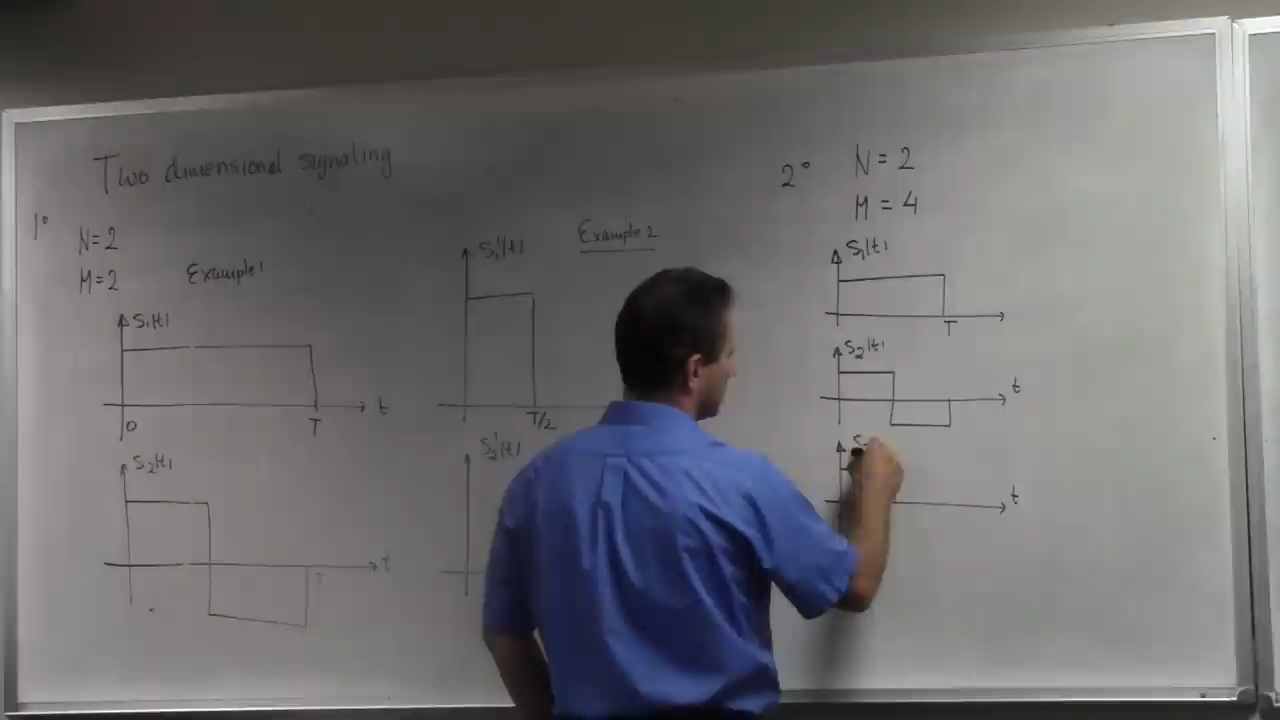 Two dimensional signaling
1°
N=2
M=2
Example 1
S₁(t)
0
T
t
S₂(t)
t
Example 2
S₁'(t)
T/2
S₂'(t)
2°
N = 2
M = 4
S₁(t)
T
S₂(t)
t
t